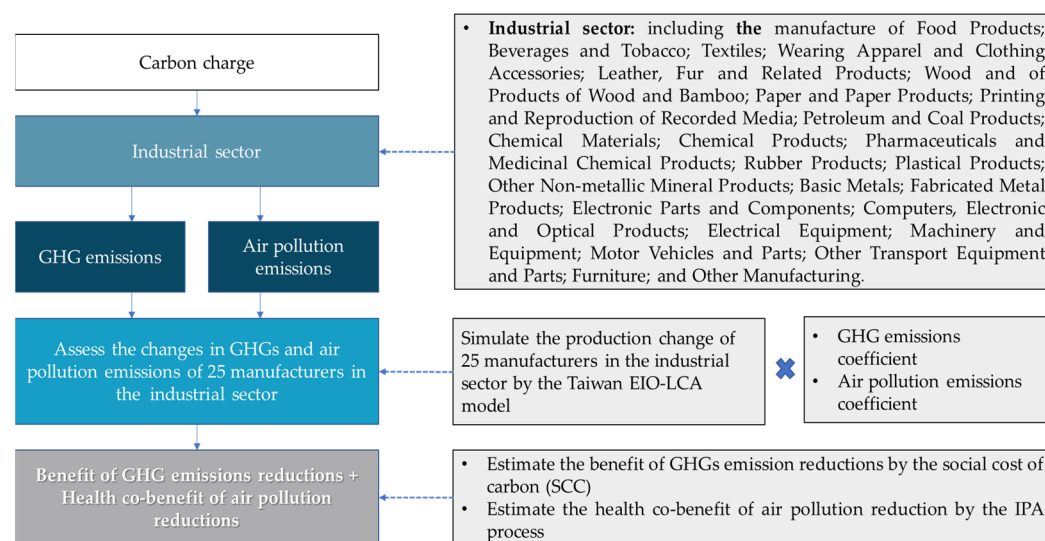 Carbon charge
Industrial sector
GHG emissions
Air pollution
emissions
Assess the changes in GHGs and air
pollution emissions of 25 manufacturers in
the industrial sector
Benefit of GHG emissions reductions +
Health co-benefit of air pollution
reductions
• Industrial sector: including the manufacture of Food Products;
Beverages and Tobacco; Textiles; Wearing Apparel and Clothing
Accessories; Leather, Fur and Related Products; Wood and of
Products of Wood and Bamboo; Paper and Paper Products; Printing
and Reproduction of Recorded Media; Petroleum and Coal Products;
Chemical Materials; Chemical Products; Pharmaceuticals and
Medicinal Chemical Products; Rubber Products; Plastical Products;
Other Non-metallic Mineral Products; Basic Metals; Fabricated Metal
Products; Electronic Parts and Components; Computers, Electronic
and Optical Products; Electrical Equipment; Machinery and
Equipment; Motor Vehicles and Parts; Other Transport Equipment
and Parts; Furniture; and Other Manufacturing.
Simulate the production change of
25 manufacturers in the industrial
sector by the Taiwan EIO-LCA
model
• GHG emissions
coefficient
• Air pollution emissions
coefficient
• Estimate the benefit of GHGs emission reductions by the social cost of
carbon (SCC)
• Estimate the health co-benefit of air pollution reduction by the IPA
process